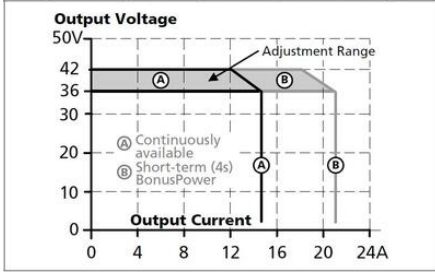 Output Voltage
50V
42
Adjustment Range
A
B
36
30
A Continuously
available
20
B Short-term (4s)
BonusPower
A
B
10
Output Current
0
0 4 8 12 16 20 24A